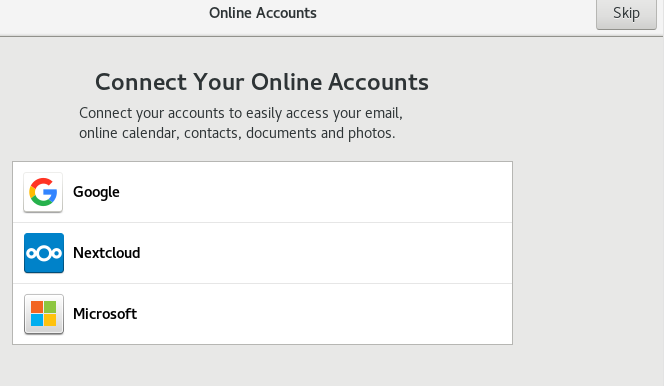 Online Accounts
Skip
Connect Your Online Accounts
Connect your accounts to easily access your email,
online calendar, contacts, documents and photos.
Google
Nextcloud
Microsoft